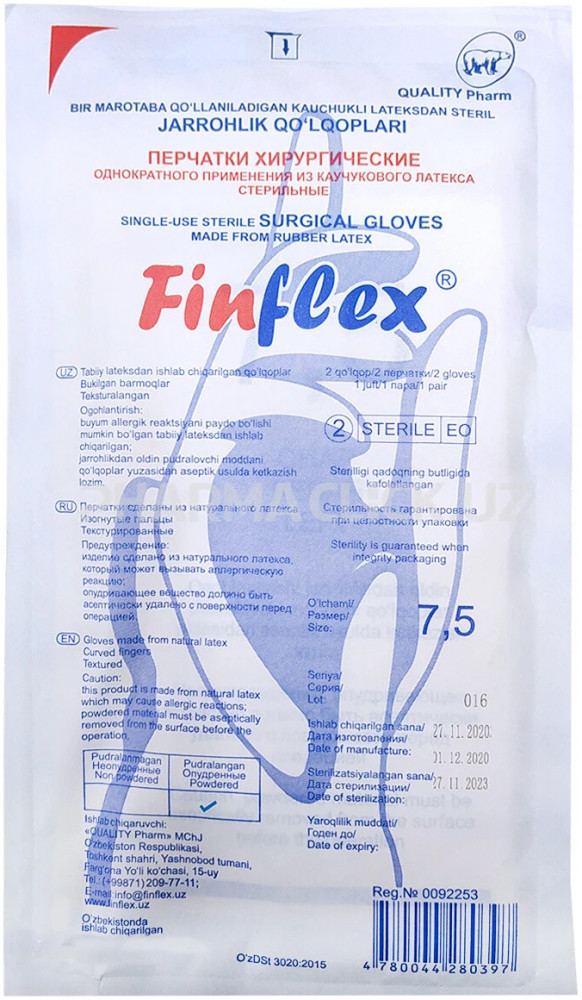 ®
QUALITY Pharm
BIR MAROTABA QO'LLANILADIGAN KAUCHUKLI LATEKSDAN STERIL
JARROHLIK QO'LQOPLARI
ПЕРЧАТКИ ХИРУРГИЧЕСКИЕ
ОДНОКРАТНОГО ПРИМЕНЕНИЯ ИЗ КАУЧУКОВОГО ЛАТЕКСА
СТЕРИЛЬНЫЕ
SINGLE-USE STERILE SURGICAL GLOVES
MADE FROM RUBBER LATEX
Finflex®
UZ Tabiiy lateksdan ishlab chiqarilgan qo'lqoplar
Bukilgan barmoqlar
Teksturalangan
Ogohlantirish:
buyum allergik reaktsiyani paydo bo'lishi
mumkin bo'lgan tabiiy lateksdan ishlab
chiqarilgan;
jarrohlikdan oldin pudralovchi moddani
qo'lqoplar yuzasidan aseptik usulda ketkazish
lozim.
2 qo'lqop/2 перчатки/2 gloves
1 juft/1 пара/1 pair
2 STERILE EO
Sterilligi qadoqning butligida
kafolatlangan
Стерильность гарантирована
при целостности упаковки
Sterility is guaranteed when
integrity packaging
PHARMACLICK.UZ
RU Перчатки сделаны из натурального латекса
Изогнутые пальцы
Текстурированные
Предупреждение:
изделие сделано из натурального латекса,
который может вызывать аллергическую
реакцию;
опудривающее вещество должно быть
асептически удалено с поверхности перед
операцией.
O'lchami/
Размер/
Size:
7,5
EN Gloves made from natural latex
Curved fingers
Textured
Caution:
this product is made from natural latex
which may cause allergic reactions;
powdered material must be aseptically
removed from the surface before the
operation.
Seriya/
Серия/
Lot:
016
Ishlab chiqarilgan sana/
Дата изготовления/
Date of manufacture:
27.11.2020
Sterilizatsiyalangan sana/
Дата стерилизации/
Date of sterilization:
01.12.2020
Yaroqlilik muddati/
Годен до/
Date of expiry:
27.11.2023
Pudralanmagan
Неопудренные
Non powdered
Pudralangan
Опудренные
Powdered
Ishlab chiqaruvchi:
«QUALITY Pharm» MChJ
O'zbekiston Respublikasi,
Toshkent shahri, Yashnobod tumani,
Farg'ona Yo'li ko'chasi, 15-uy
Tel.: (+99871) 209-77-11;
E-mail:info@finflex.uz
www.finflex.uz
O'zbekistonda
ishlab chiqarilgan
O'zDSt 3020:2015
Reg.№ 0092253
4 780044 280397